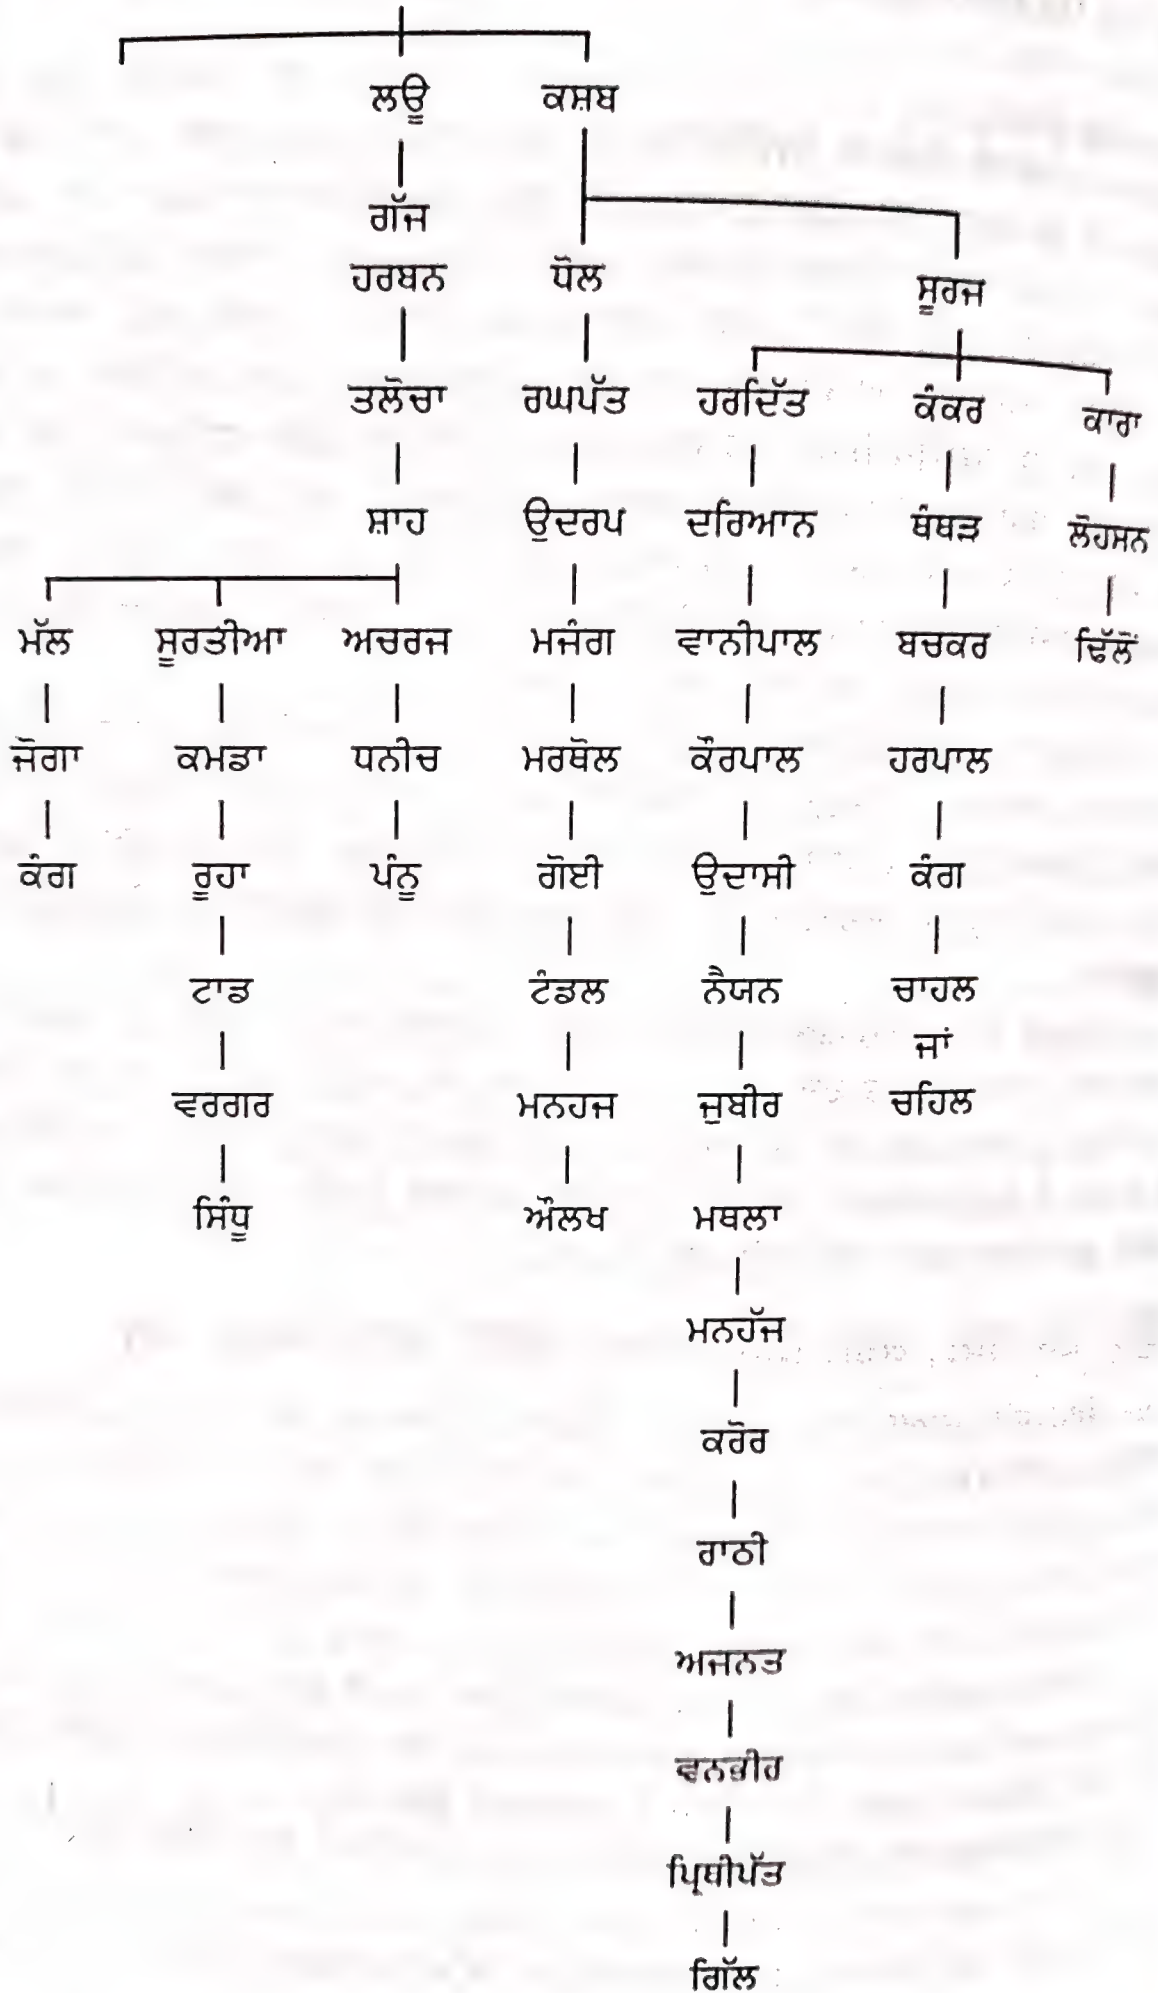 ਲਊ ਕਸ਼ਬ
ਗੱਜ
ਹਰਬਨ ਧੋਲ ਸੂਰਜ
ਤਲੋਚਾ ਰਘਪੱਤ ਹਰਦਿੱਤ ਕੰਕਰ ਕਾਰਾ
ਸ਼ਾਹ ਉਦਰਪ ਦਰਿਆਨ ਬੰਬੜ ਲੋਹਸਨ
ਮੱਲ ਸੂਰਤੀਆ ਅਚਰਜ ਮਜੰਗ ਵਾਨੀਪਾਲ ਬਚਕਰ ਢਿੱਲੋਂ
ਜੋਗਾ ਕਮਡਾ ਧਨੀਚ ਮਰਥੋਲ ਕੌਰਪਾਲ ਹਰਪਾਲ
ਕੰਗ ਰੂਹਾ ਪੰਨੂ ਗੋਈ ਉਦਾਸੀ ਕੰਗ
ਟਾਡ ਟੰਡਲ ਨੈਯਨ ਚਾਹਲ
ਜਾਂ
ਵਰਗਰ ਮਨਹਜ ਜੁਬੀਰ ਚਹਿਲ
ਸਿੰਧੂ ਔਲਖ ਮਥਲਾ
ਮਨਹੱਜ
ਕਰੋਰ
ਰਾਠੀ
ਅਜਨਤ
ਪ੍ਰਿਥੀਪੱਤ
ਗਿੱਲ